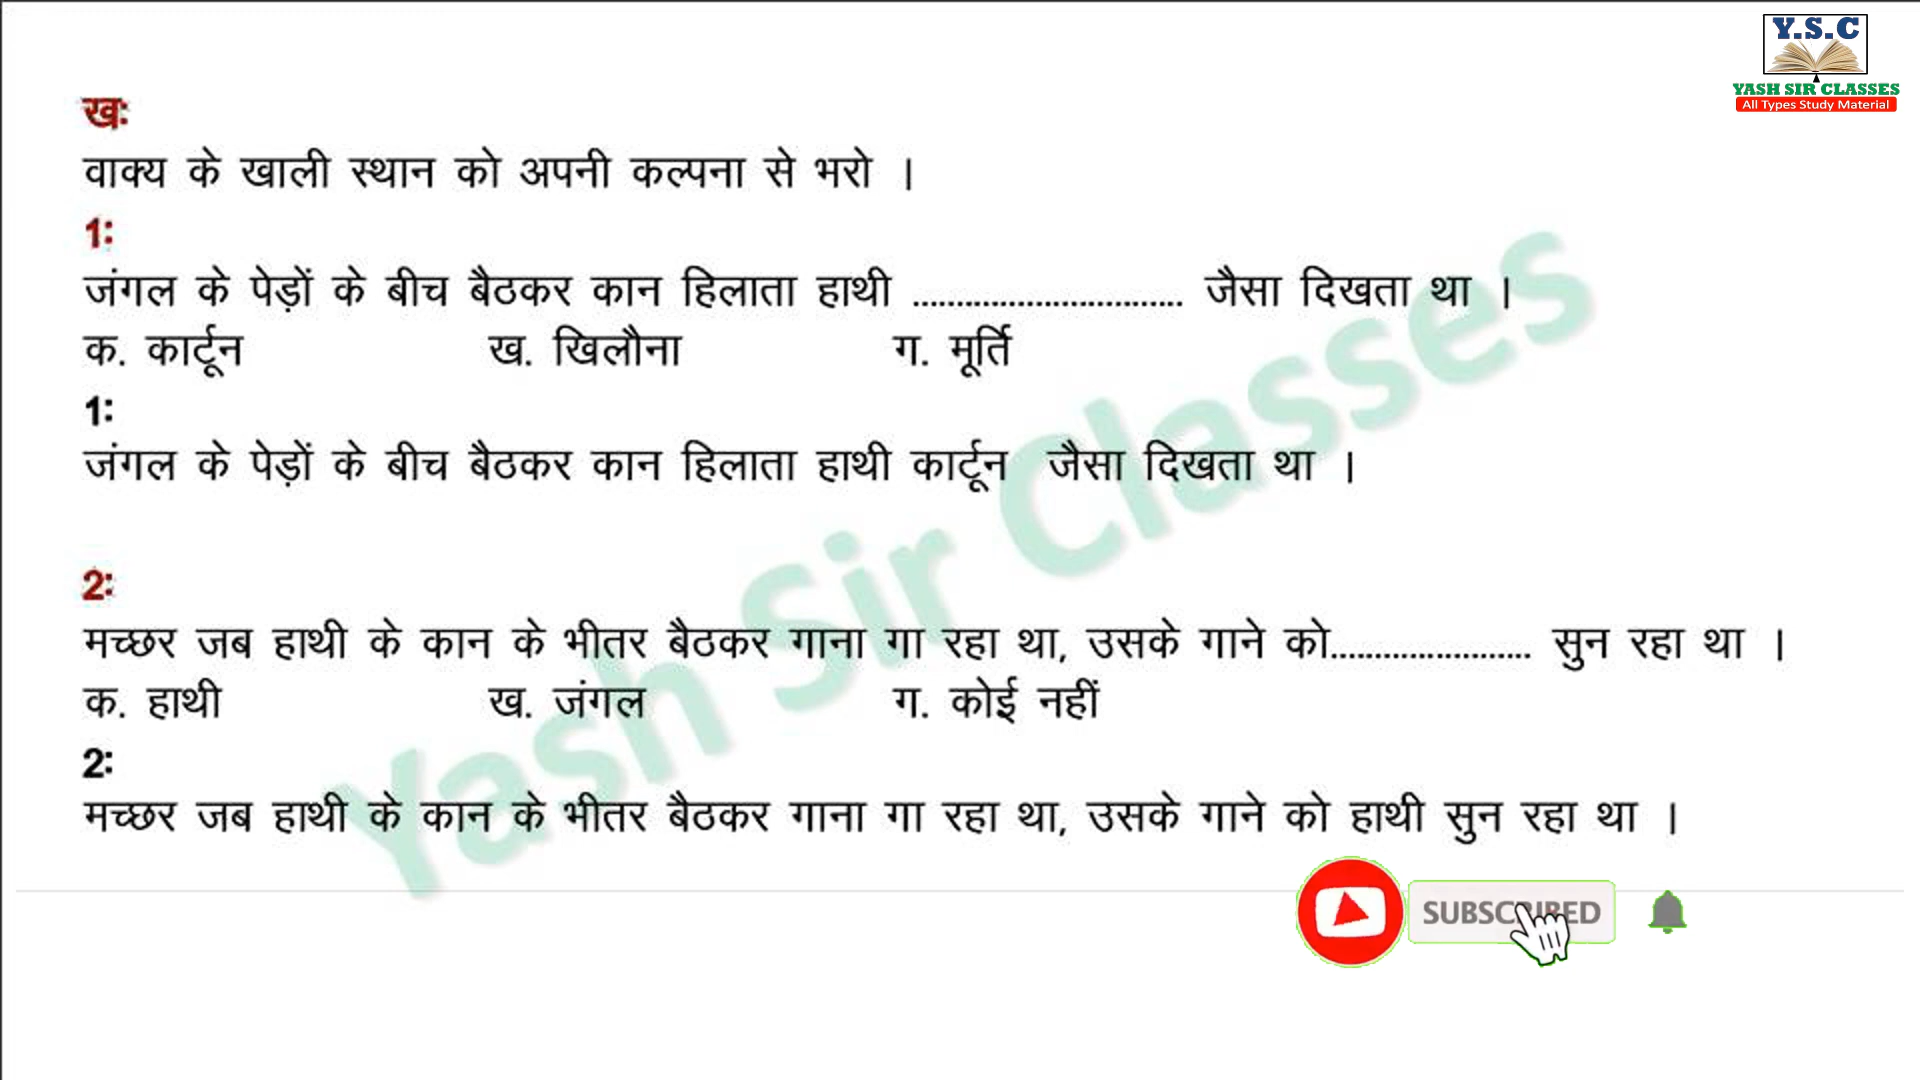 Y.S.C
YASH SIR CLASSES
All Types Study Material
खः
वाक्य के खाली स्थान को अपनी कल्पना से भरो ।
1:
जंगल के पेड़ों के बीच बैठकर कान हिलाता हाथी .............................. जैसा दिखता था ।
क. कार्टून ख. खिलौना ग. मूर्ति
1:
जंगल के पेड़ों के बीच बैठकर कान हिलाता हाथी कार्टून जैसा दिखता था ।
2:
मच्छर जब हाथी के कान के भीतर बैठकर गाना गा रहा था, उसके गाने को...................... सुन रहा था ।
क. हाथी ख. जंगल ग. कोई नहीं
2:
मच्छर जब हाथी के कान के भीतर बैठकर गाना गा रहा था, उसके गाने को हाथी सुन रहा था ।
Yash Sir Classes
SUBSCRIBED